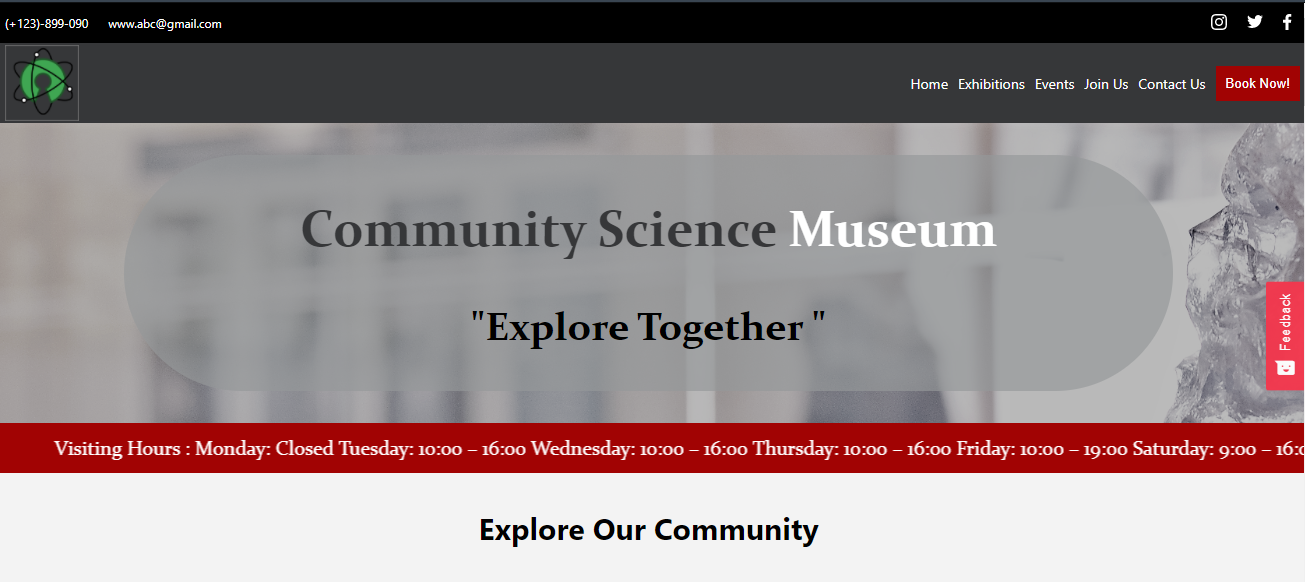 (+123)-899-090 www.abc@gmail.com
Home Exhibitions Events Join Us Contact Us Book Now!
Community Science Museum
"Explore Together "
Feedback
Visiting Hours : Monday: Closed Tuesday: 10:00 – 16:00 Wednesday: 10:00 – 16:00 Thursday: 10:00 – 16:00 Friday: 10:00 – 19:00 Saturday: 9:00 –
Explore Our Community